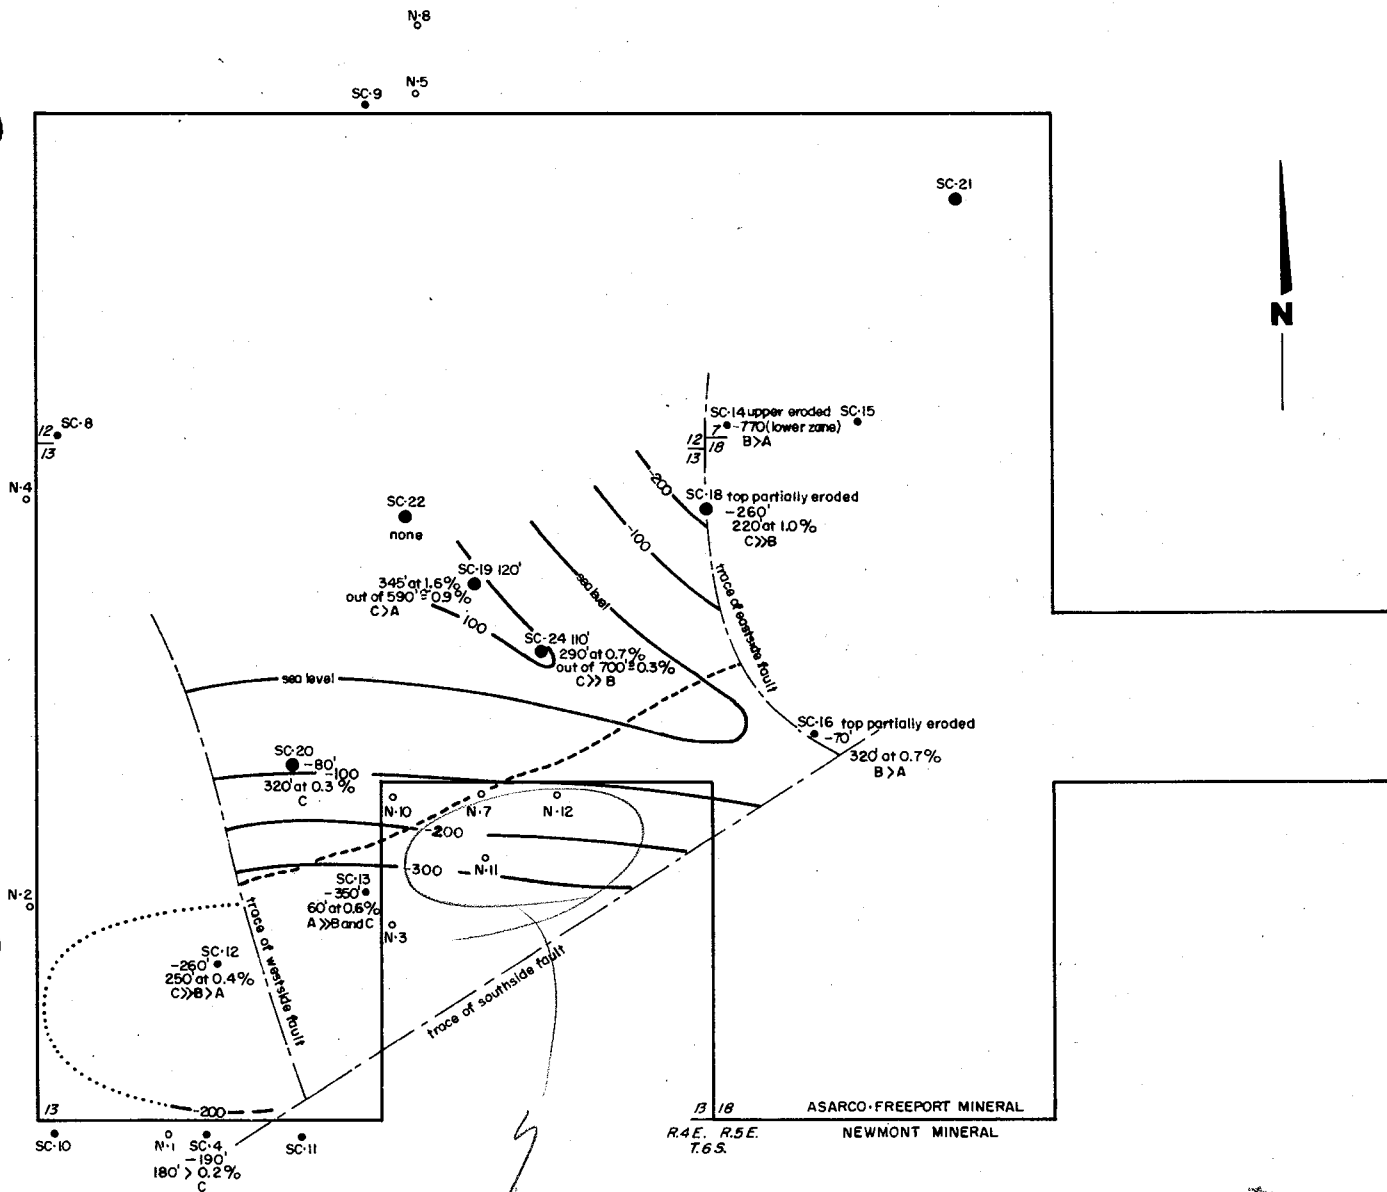 N·8
N·5
SC·9
SC·21
N
SC·8
12
13
SC·14 upper eroded
-770(lower zone)
B>A
SC·15
12 7
13 18
N·4
-200
SC·22
none
SC·18 top partially eroded
-260'
220' at 1.0%
C>>B
-100
sea level
SC·19 120'
345' at 1.6%
out of 590' = 0.9%
C>A
100
SC·24 110'
290' at 0.7%
out of 700' = 0.3%
C>>B
trace of eastside fault
sea level
SC·16 top partially eroded
-70'
320' at 0.7%
B>A
SC·20
-80'
-100
320' at 0.3%
C
N·10
N·7
N·12
-200
-300
N·11
SC·13
-350'
60' at 0.6%
A>>B and C
N·2
N·3
trace of westside fault
SC·12
-260'
250' at 0.4%
C>>B>A
trace of southside fault
13
-200
13 18
ASARCO·FREEPORT MINERAL
R.4E. R.5E.
T.6S.
NEWMONT MINERAL
SC·10
N·1
SC·4
-190'
180' > 0.2%
C
SC·11